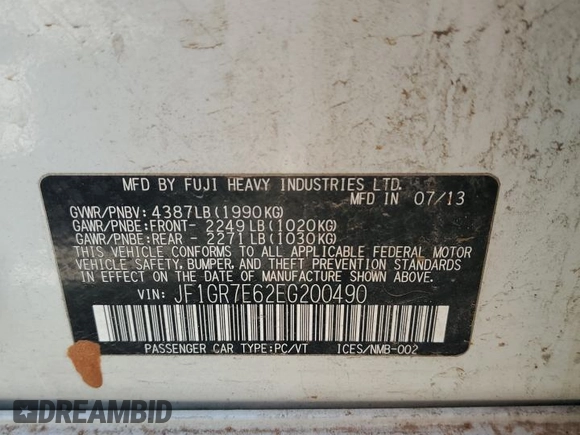 MFD BY FUJI HEAVY INDUSTRIES LTD.
MFD IN 07/13
GVWR/PNBV: 4387LB(1990KG)
GAWR/PNBE:FRONT- 2249LB(1020KG)
GAWR/PNBE:REAR - 2271LB(1030KG)
THIS VEHICLE CONFORMS TO ALL APPLICABLE FEDERAL MOTOR
VEHICLE SAFETY, BUMPER, AND THEFT PREVENTION STANDARDS
IN EFFECT ON THE DATE OF MANUFACTURE SHOWN ABOVE.
VIN: JF1GR7E62EG200490
PASSENGER CAR TYPE:PC/VT ICES/NMB-002
DREAMBID